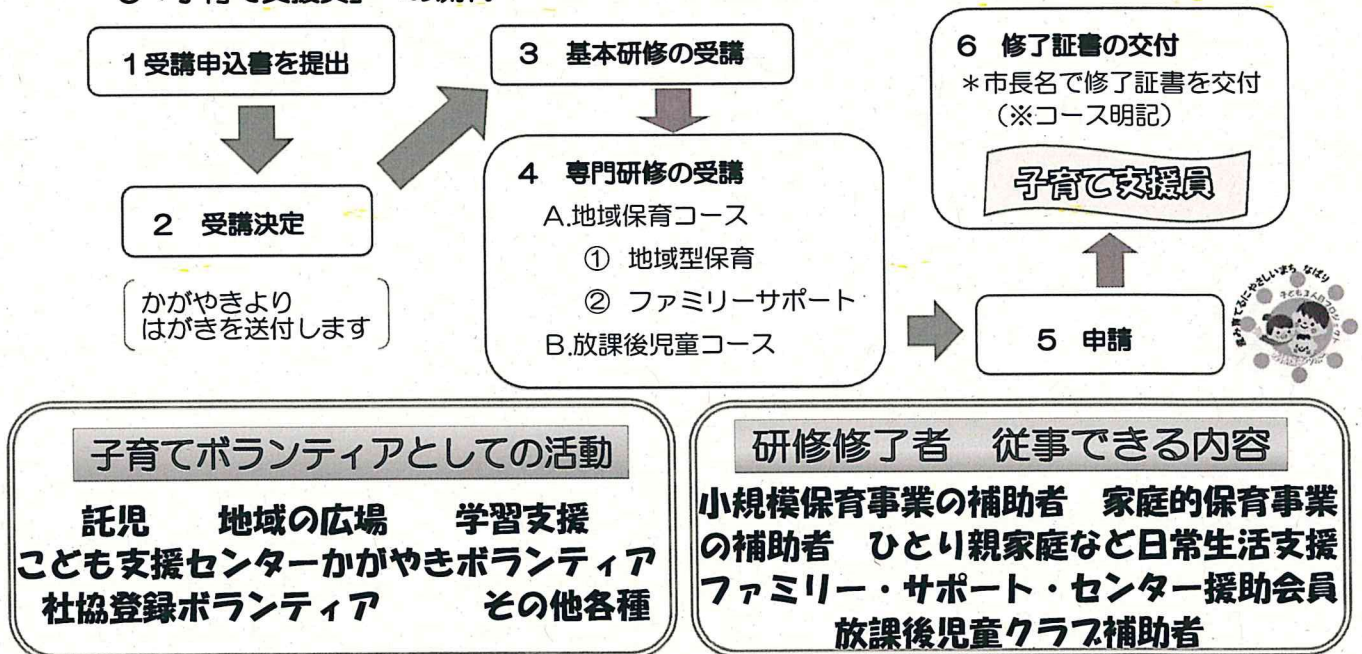 1受講申込書を提出
2 受講決定
かがやきより
はがきを送付します
3 基本研修の受講
4 専門研修の受講
A.地域保育コース
① 地域型保育
② ファミリーサポート
B.放課後児童コース
5 申請
6 修了証書の交付
*市長名で修了証書を交付
(※コース明記)
子育て支援員
子育てボランティアとしての活動
託児 地域の広場 学習支援
こども支援センターかがやきボランティア
社協登録ボランティア その他各種
研修修了者 従事できる内容
小規模保育事業の補助者 家庭的保育事業
の補助者 ひとり親家庭など日常生活支援
ファミリー・サポート・センター援助会員
放課後児童クラブ補助者